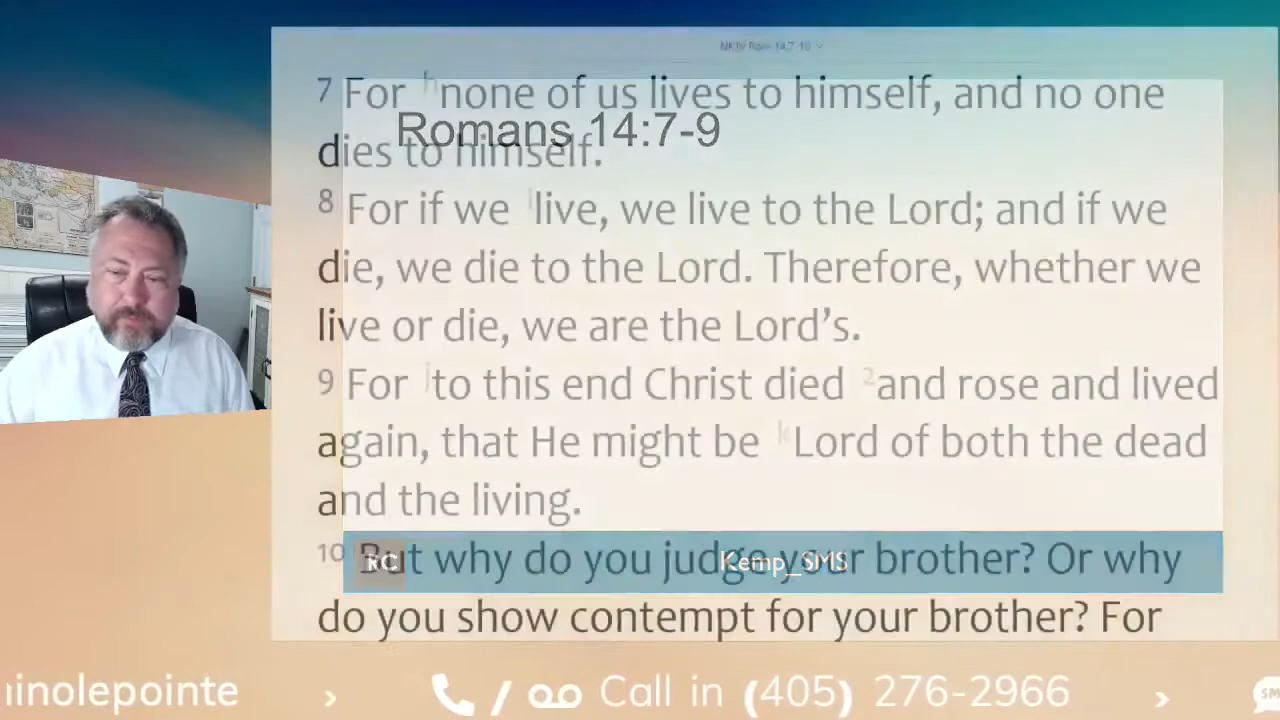 NKJV Rom 14:7-10
7 For h none of us lives to himself, and no one
Romans 14:7-9
dies to himself.
8 For if we i live, we live to the Lord; and if we
die, we die to the Lord. Therefore, whether we
live or die, we are the Lord’s.
9 For j to this end Christ died 2 and rose and lived
again, that He might be k Lord of both the dead
and the living.
10 But why do you judge your brother? Or why
RC Kemp_SMS
do you show contempt for your brother? For
inolepointe > / Call in (405) 276-2966 > SM